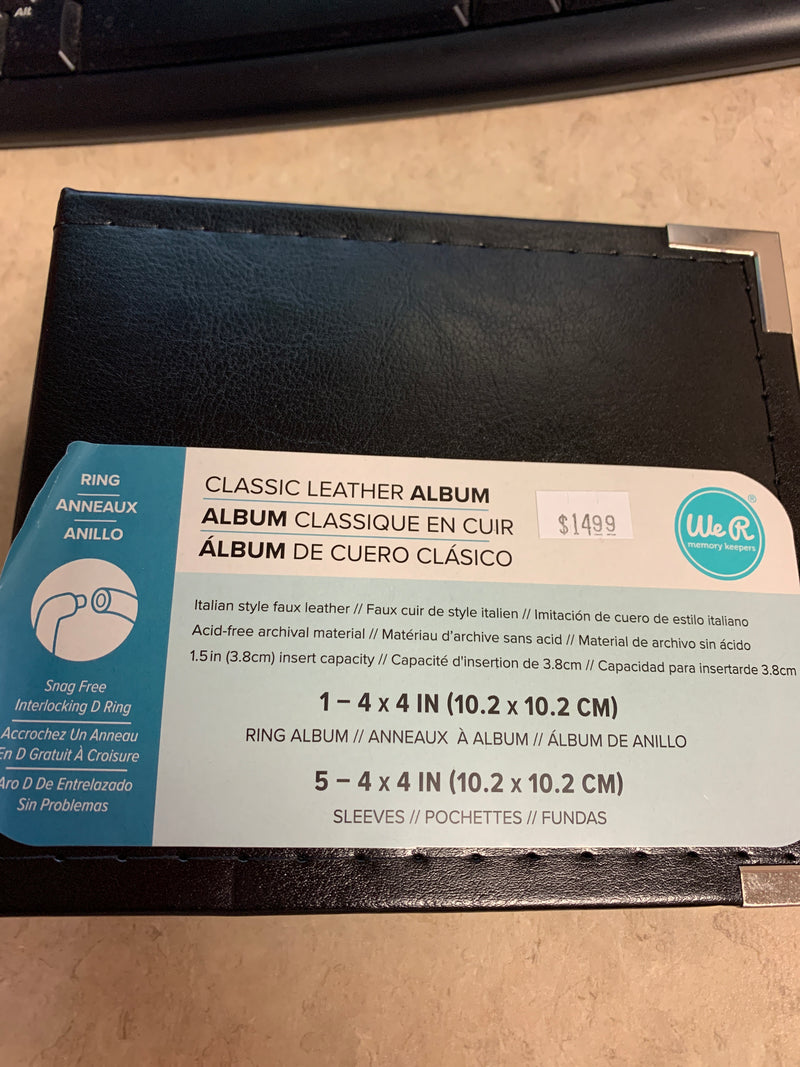 Alt
RING
ANNEAUX
ANILLO
Snag Free
Interlocking D Ring
Accrochez Un Anneau
En D Gratuit À Croisure
Aro D De Entrelazado
Sin Problemas
CLASSIC LEATHER ALBUM
ALBUM CLASSIQUE EN CUIR
ÁLBUM DE CUERO CLÁSICO
$14.99
We R
memory keepers
®
Italian style faux leather // Faux cuir de style italien // Imitación de cuero de estilo italiano
Acid-free archival material // Matériau d'archive sans acid // Material de archivo sin ácido
1.5in (3.8cm) insert capacity // Capacité d'insertion de 3.8cm // Capacidad para insertarde 3.8cm
1 – 4 x 4 IN (10.2 x 10.2 CM)
RING ALBUM // ANNEAUX À ALBUM // ÁLBUM DE ANILLO
5 – 4 x 4 IN (10.2 x 10.2 CM)
SLEEVES // POCHETTES // FUNDAS